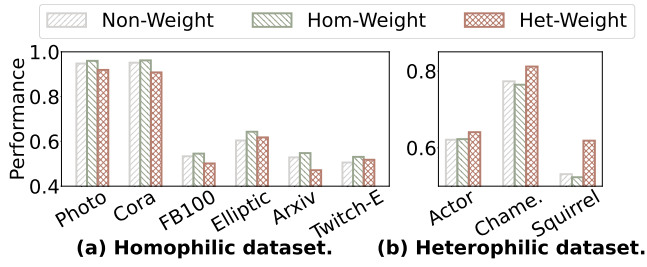 Non-Weight Hom-Weight Het-Weight
Performance
1.0
0.8
0.6
0.4
Photo Cora FB100 Elliptic Arxiv Twitch-E
(a) Homophilic dataset.
0.8
0.6
Actor Chame. Squirrel
(b) Heterophilic dataset.